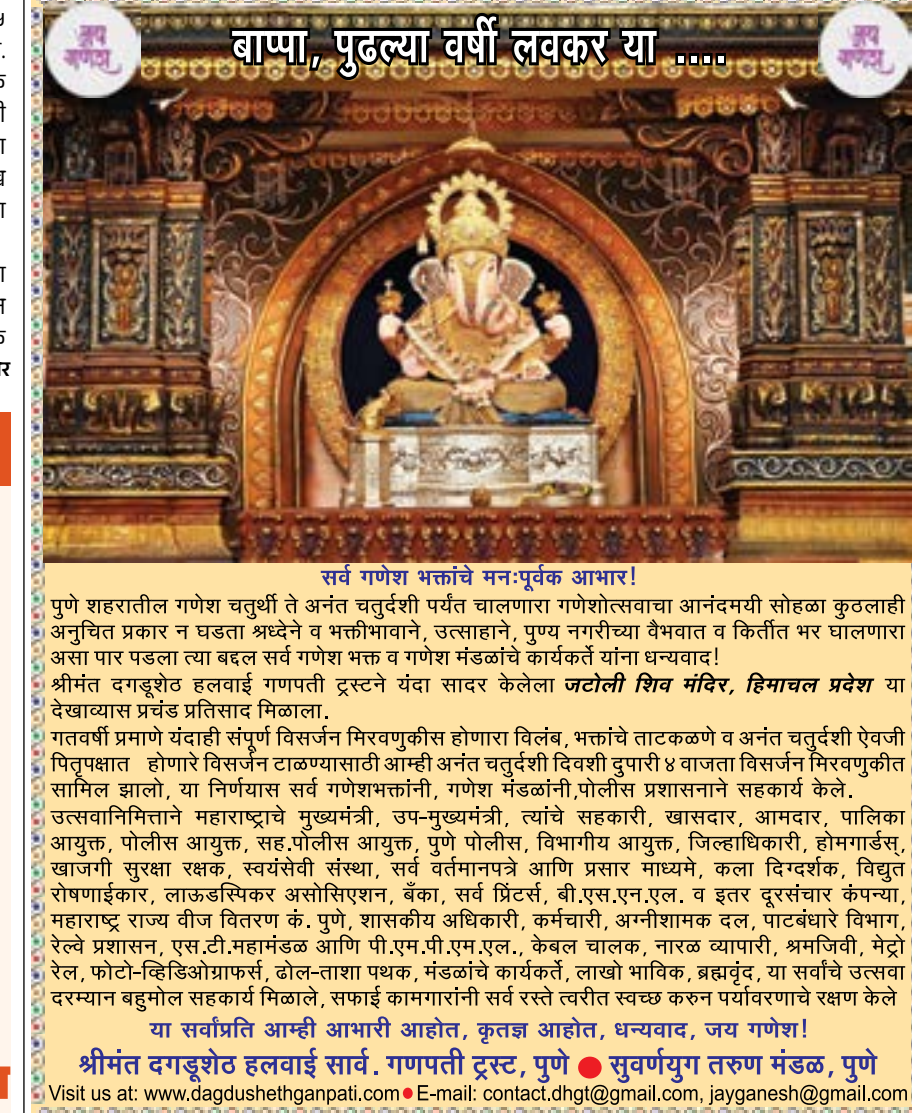 जय गणेश
बाप्पा, पुढल्या वर्षी लवकर या ....
जय गणेश
सर्व गणेश भक्तांचे मनःपूर्वक आभार!
पुणे शहरातील गणेश चतुर्थी ते अनंत चतुर्दशी पर्यंत चालणारा गणेशोत्सवाचा आनंदमयी सोहळा कुठलाही
अनुचित प्रकार न घडता श्रध्देने व भक्तीभावाने, उत्साहाने, पुण्य नगरीच्या वैभवात व किर्तीत भर घालणारा
असा पार पडला त्या बद्दल सर्व गणेश भक्त व गणेश मंडळांचे कार्यकर्ते यांना धन्यवाद!
श्रीमंत दगडूशेठ हलवाई गणपती ट्रस्टने यंदा सादर केलेला जटोली शिव मंदिर, हिमाचल प्रदेश या
देखाव्यास प्रचंड प्रतिसाद मिळाला.
गतवर्षी प्रमाणे यंदाही संपूर्ण विसर्जन मिरवणुकीस होणारा विलंब, भक्तांचे ताटकळणे व अनंत चतुर्दशी ऐवजी
पितृपक्षात होणारे विसर्जन टाळण्यासाठी आम्ही अनंत चतुर्दशी दिवशी दुपारी ४ वाजता विसर्जन मिरवणुकीत
सामिल झालो, या निर्णयास सर्व गणेशभक्तांनी, गणेश मंडळांनी,पोलीस प्रशासनाने सहकार्य केले.
उत्सवानिमित्ताने महाराष्ट्राचे मुख्यमंत्री, उप-मुख्यमंत्री, त्यांचे सहकारी, खासदार, आमदार, पालिका
आयुक्त, पोलीस आयुक्त, सह.पोलीस आयुक्त, पुणे पोलीस, विभागीय आयुक्त, जिल्हाधिकारी, होमगार्डस्,
खाजगी सुरक्षा रक्षक, स्वयंसेवी संस्था, सर्व वर्तमानपत्रे आणि प्रसार माध्यमे, कला दिग्दर्शक, विद्युत
रोषणाईकार, लाऊडस्पिकर असोसिएशन, बँका, सर्व प्रिंटर्स, बी.एस.एन.एल. व इतर दूरसंचार कंपन्या,
महाराष्ट्र राज्य वीज वितरण कं. पुणे, शासकीय अधिकारी, कर्मचारी, अग्नीशामक दल, पाटबंधारे विभाग,
रेल्वे प्रशासन, एस.टी.महामंडळ आणि पी.एम.पी.एम.एल., केबल चालक, नारळ व्यापारी, श्रमजिवी, मेट्रो
रेल, फोटो-व्हिडिओग्राफर्स, ढोल-ताशा पथक, मंडळांचे कार्यकर्ते, लाखो भाविक, ब्रह्मवृंद, या सर्वांचे उत्सवा
दरम्यान बहुमोल सहकार्य मिळाले, सफाई कामगारांनी सर्व रस्ते त्वरीत स्वच्छ करुन पर्यावरणाचे रक्षण केले
या सर्वांप्रति आम्ही आभारी आहोत, कृतज्ञ आहोत, धन्यवाद, जय गणेश!
श्रीमंत दगडूशेठ हलवाई सार्व. गणपती ट्रस्ट, पुणे ● सुवर्णयुग तरुण मंडळ, पुणे
Visit us at: www.dagdushethganpati.com ● E-mail: contact.dhgt@gmail.com, jayganesh@gmail.com